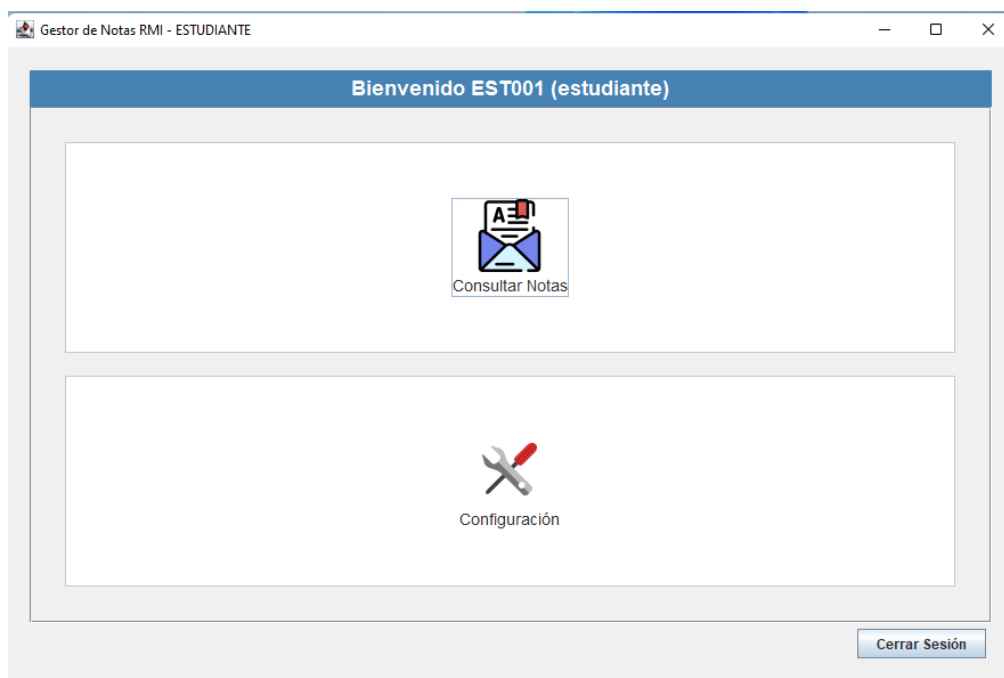 Gestor de Notas RMI - ESTUDIANTE
Bienvenido EST001 (estudiante)
A
Consultar Notas
Configuración
Cerrar Sesión